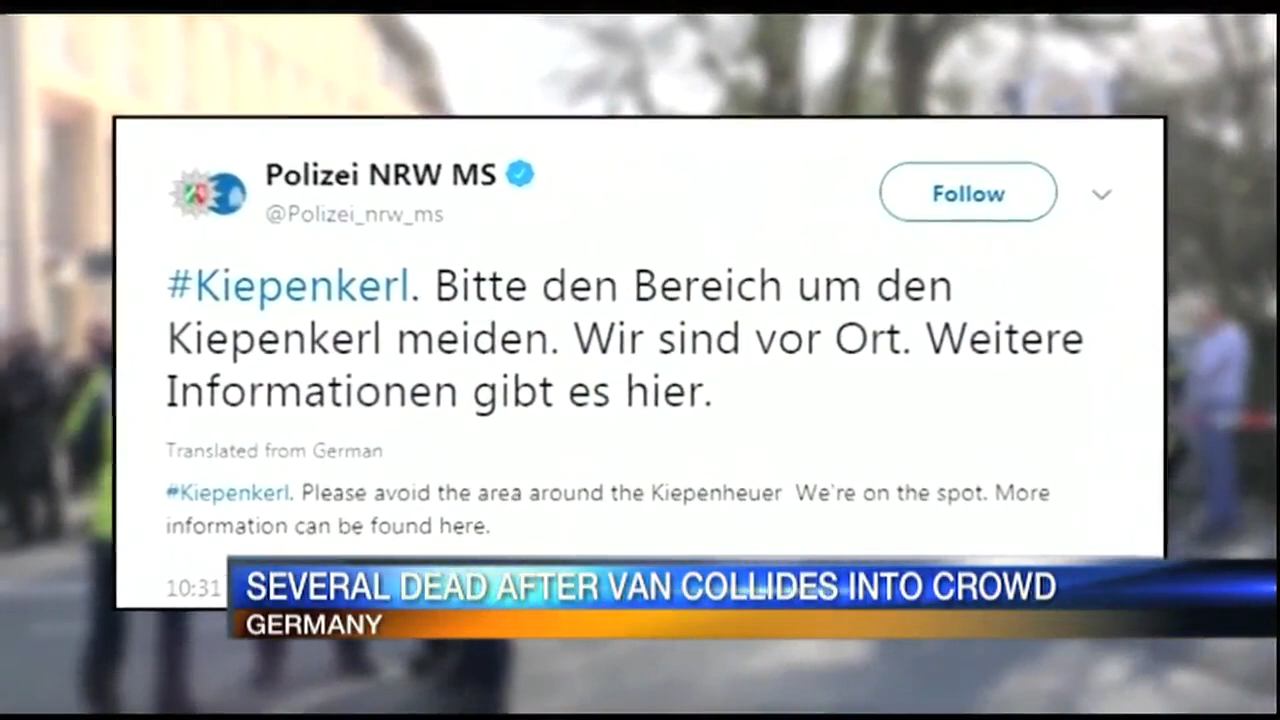 Polizei NRW MS
@Polizei_nrw_ms
Follow
#Kiepenkerl. Bitte den Bereich um den
Kiepenkerl meiden. Wir sind vor Ort. Weitere
Informationen gibt es hier.
Translated from German
#Kiepenkerl. Please avoid the area around the Kiepenheuer We're on the spot. More
information can be found here.
10:31
SEVERAL DEAD AFTER VAN COLLIDES INTO CROWD
GERMANY